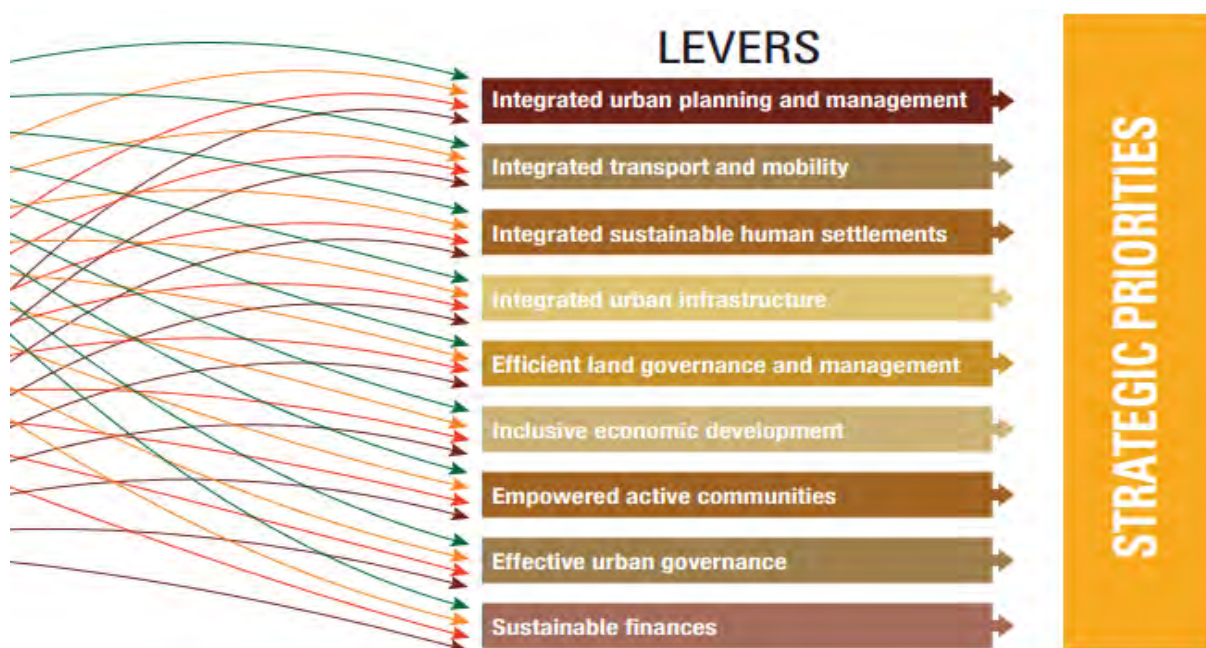 LEVERS
Integrated urban planning and management
Integrated transport and mobility
Integrated sustainable human settlements
Integrated urban infrastructure
Efficient land governance and management
Inclusive economic development
Empowered active communities
Effective urban governance
Sustainable finances
STRATEGIC PRIORITIES